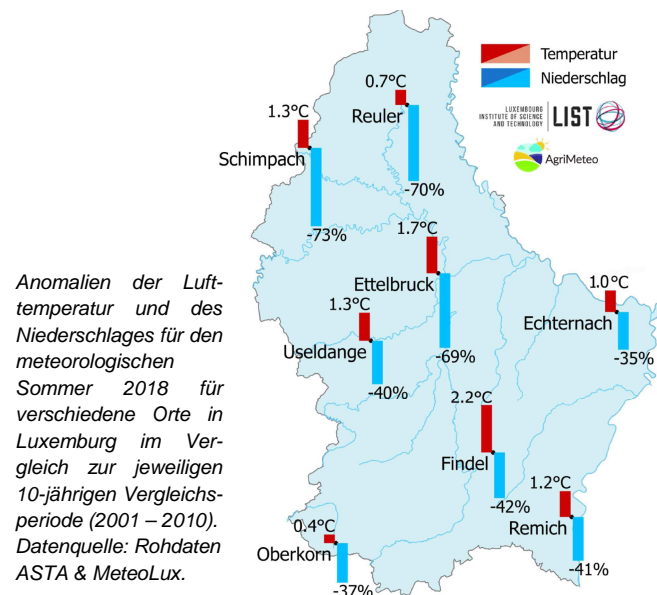 Temperatur
Niederschlag
LUXEMBOURG
INSTITUTE OF SCIENCE
AND TECHNOLOGY
LIST
AgriMeteo
0.7°C
Reuler
-70%
1.3°C
Schimpach
-73%
1.7°C
Ettelbruck
-69%
1.0°C
Echternach
-35%
1.3°C
Useldange
-40%
2.2°C
Findel
-42%
1.2°C
Remich
-41%
0.4°C
Oberkorn
-37%
Anomalien der Luft-
temperatur und des
Niederschlages für den
meteorologischen
Sommer 2018 für
verschiedene Orte in
Luxemburg im Ver-
gleich zur jeweiligen
10-jährigen Vergleichs-
periode (2001 – 2010).
Datenquelle: Rohdaten
ASTA & MeteoLux.